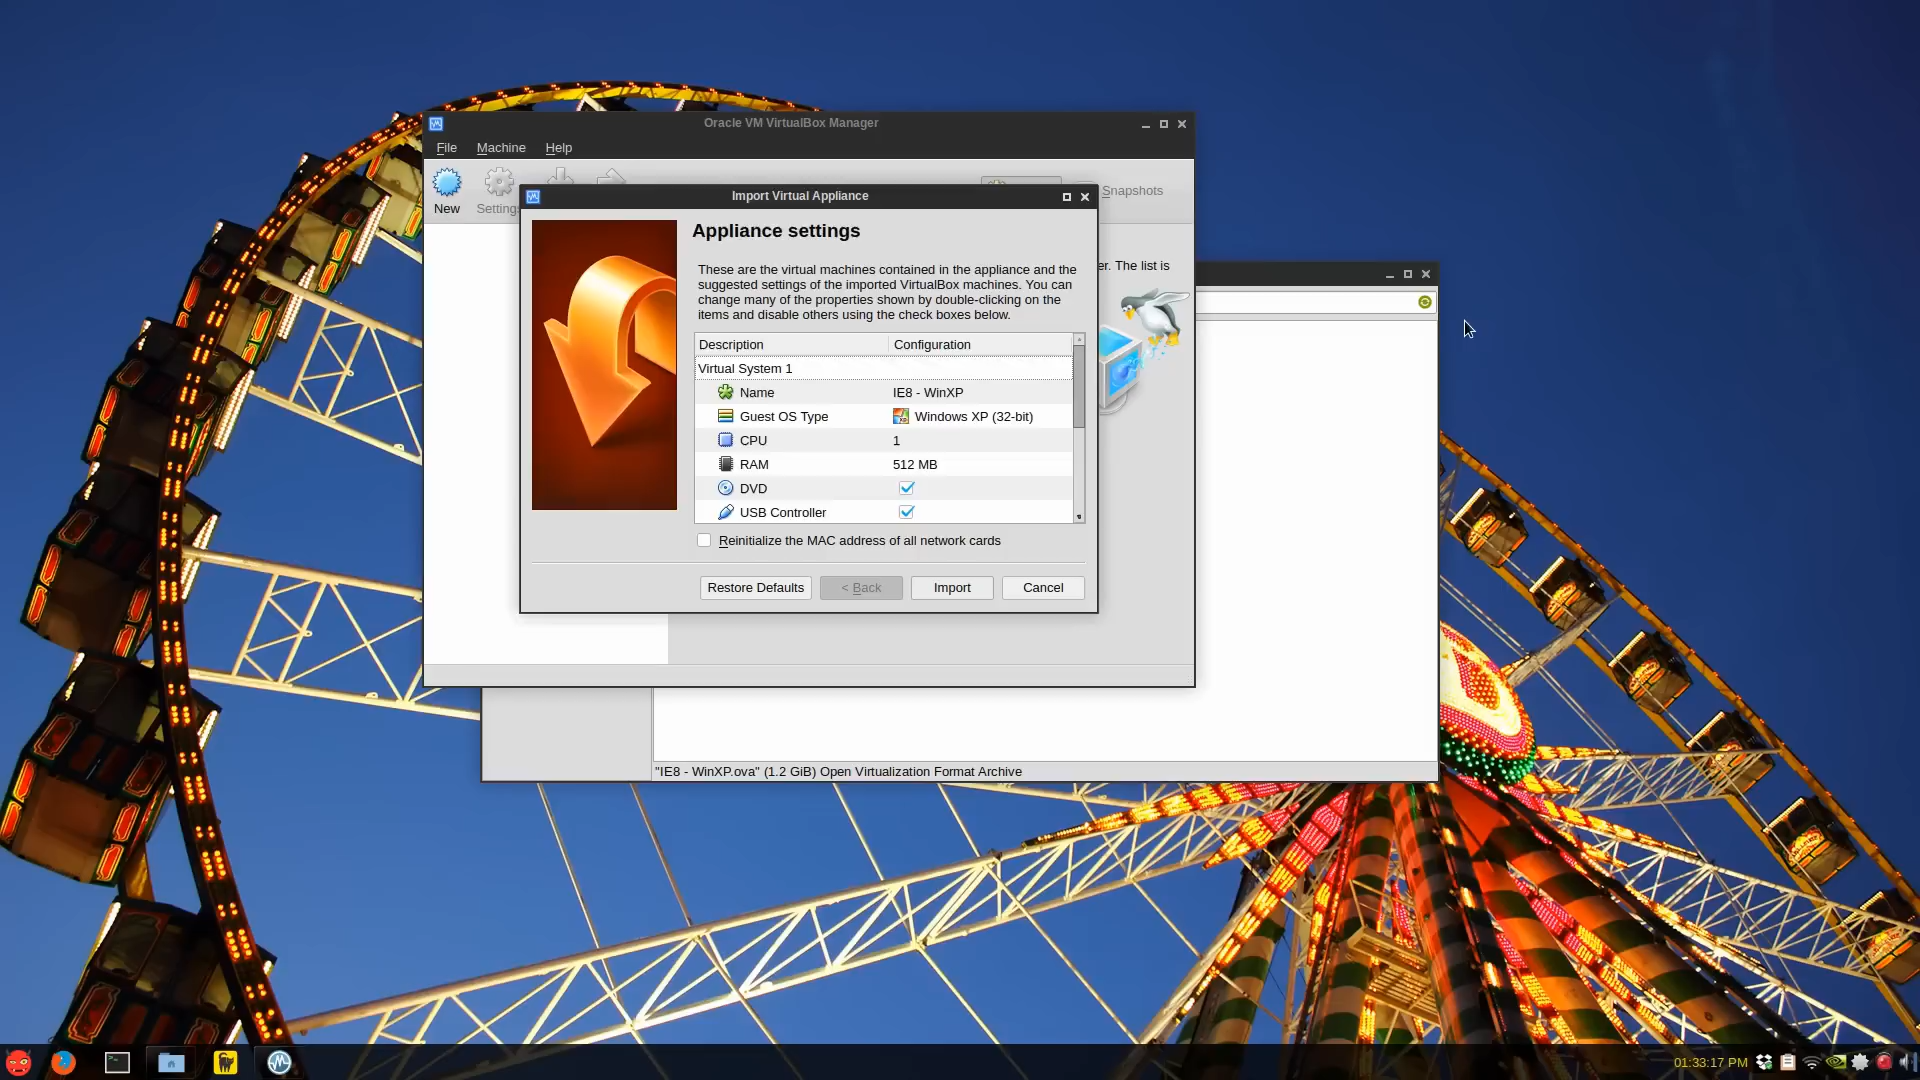 Oracle VM VirtualBox Manager
File Machine Help
New
Settings
Snapshots
er. The list is
Import Virtual Appliance
Appliance settings
These are the virtual machines contained in the appliance and the
suggested settings of the imported VirtualBox machines. You can
change many of the properties shown by double-clicking on the
items and disable others using the check boxes below.
Description Configuration
Virtual System 1
Name IE8 - WinXP
Guest OS Type Windows XP (32-bit)
CPU 1
RAM 512 MB
DVD
USB Controller
Reinitialize the MAC address of all network cards
Restore Defaults < Back Import Cancel
"IE8 - WinXP.ova" (1.2 GiB) Open Virtualization Format Archive
01:33:17 PM